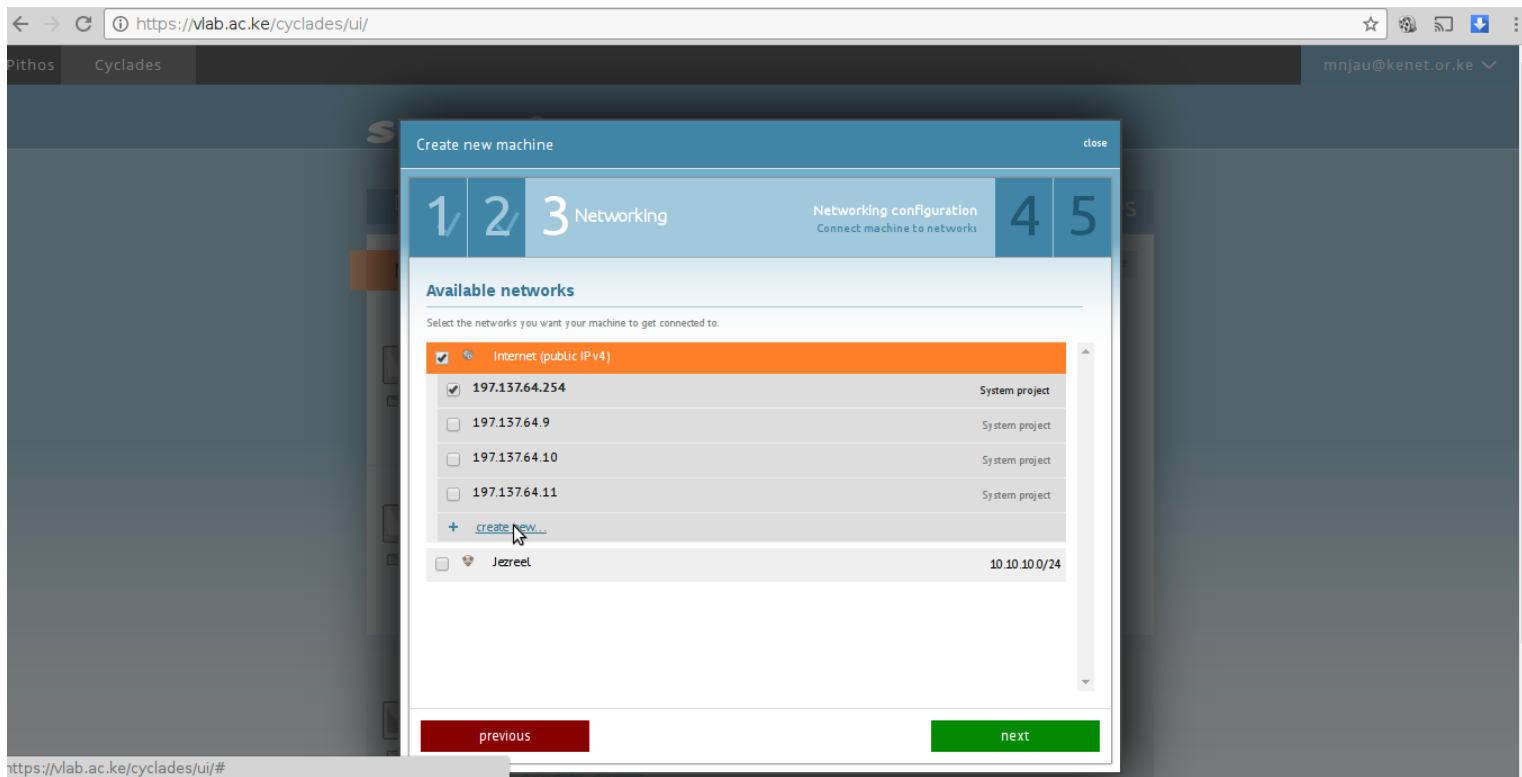 https://vlab.ac.ke/cyclades/ui/
Pithos Cyclades mnjau@kenet.or.ke
s
Create new machine close
1 2 3 Networking Networking configuration 4 5
Connect machine to networks
s
Available networks
Select the networks you want your machine to get connected to.
Internet (public IPv4)
197.137.64.254 System project
197.137.64.9 System project
197.137.64.10 System project
197.137.64.11 System project
+ create new...
Jezreel 10.10.10.0/24
previous next
https://vlab.ac.ke/cyclades/ui/#